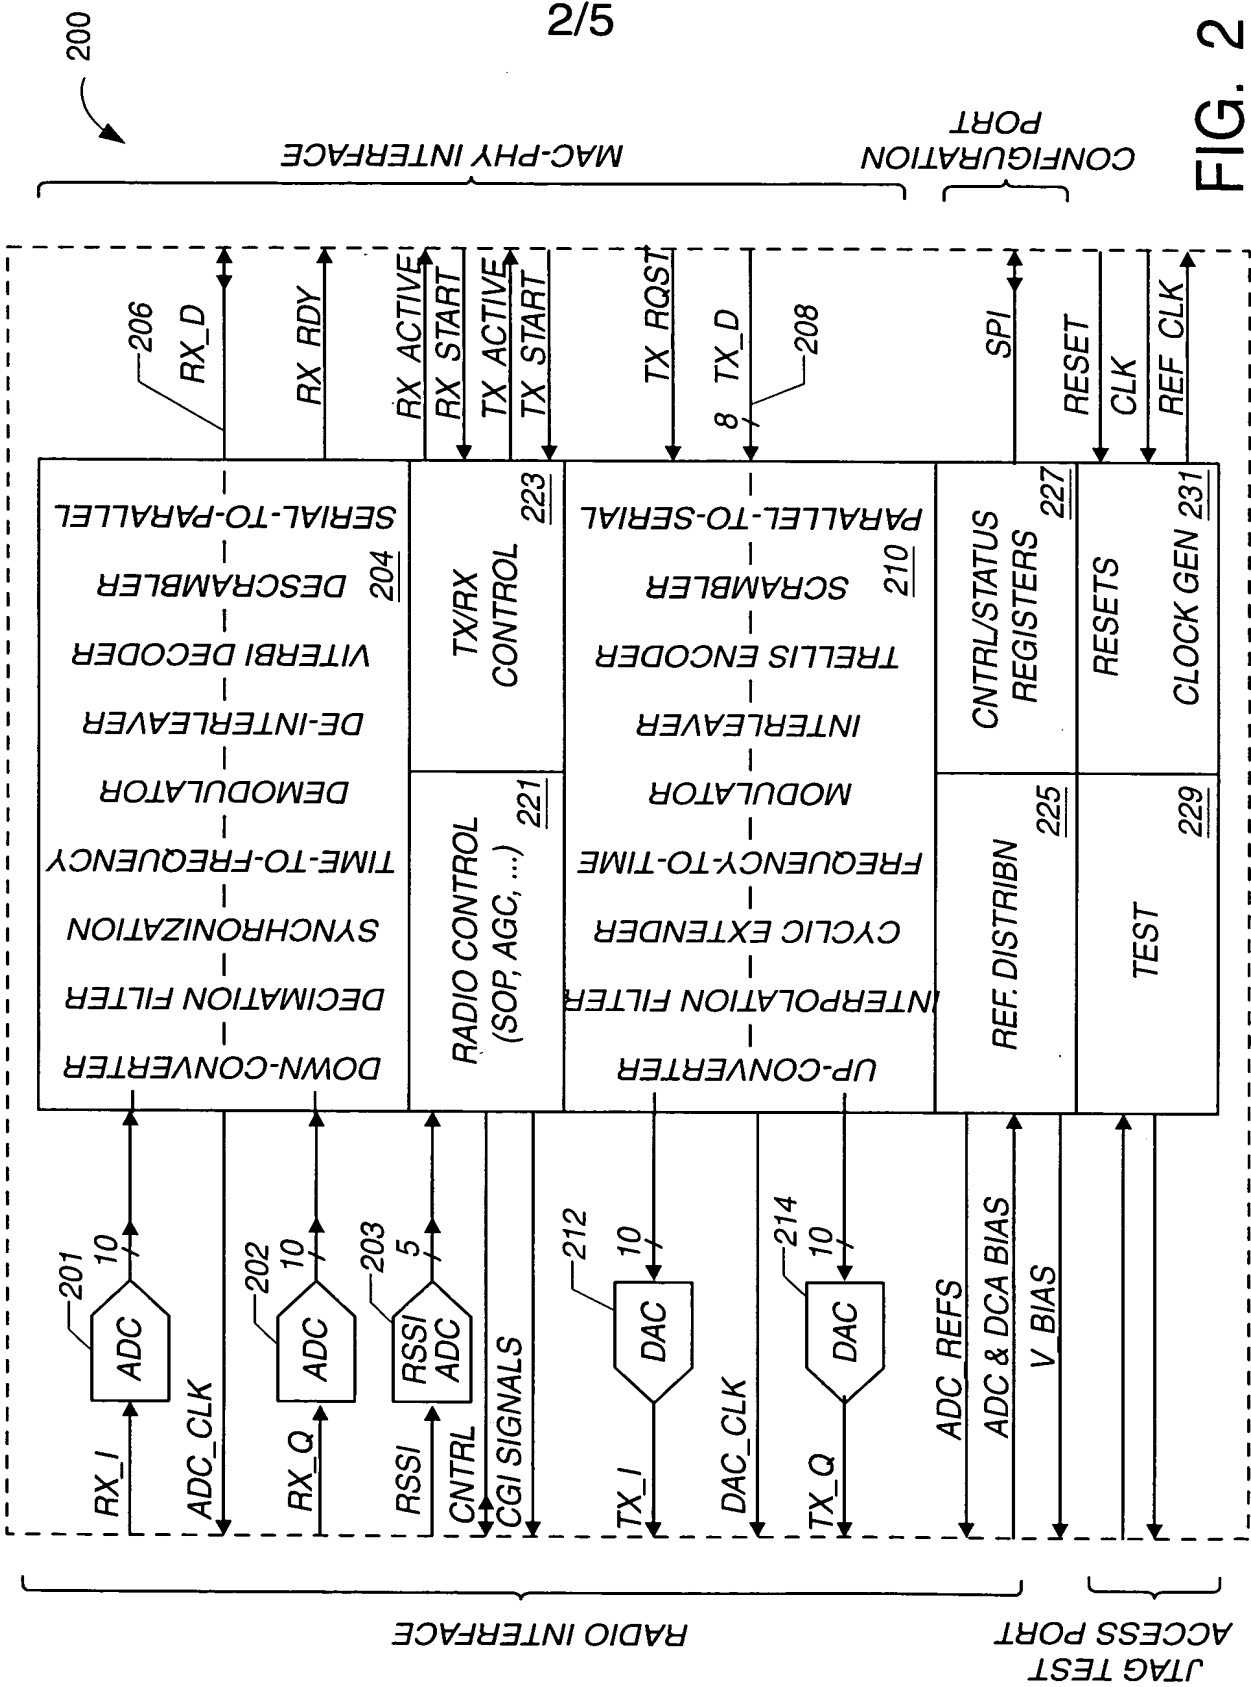 2/5
200
RADIO INTERFACE
JTAG TEST
ACCESS PORT
RX_I
ADC_CLK
RX_Q
RSSI
CNTRL
CGI SIGNALS
TX_I
DAC_CLK
TX_Q
ADC_REFS
ADC & DCA BIAS
V_BIAS
201
ADC
10
202
ADC
10
203
RSSI
ADC
5
212
DAC
10
214
DAC
10
DOWN-CONVERTER
DECIMATION FILTER
SYNCHRONIZATION
TIME-TO-FREQUENCY
DEMODULATOR
DE-INTERLEAVER
VITERBI DECODER
DESCRAMBLER
SERIAL-TO-PARALLEL
204
RADIO CONTROL
(SOP, AGC, ...)
221
TX/RX
CONTROL
223
UP-CONVERTER
INTERPOLATION FILTER
CYCLIC EXTENDER
FREQUENCY-TO-TIME
MODULATOR
INTERLEAVER
TRELLIS ENCODER
SCRAMBLER
PARALLEL-TO-SERIAL
210
REF. DISTRIBN
225
CNTRL/STATUS
REGISTERS
227
TEST
229
RESETS
CLOCK GEN
231
206
RX_D
RX_RDY
RX_ACTIVE
RX_START
TX_ACTIVE
TX_START
TX_RQST
8
TX_D
208
SPI
RESET
CLK
REF_CLK
MAC-PHY INTERFACE
CONFIGURATION
PORT
FIG. 2